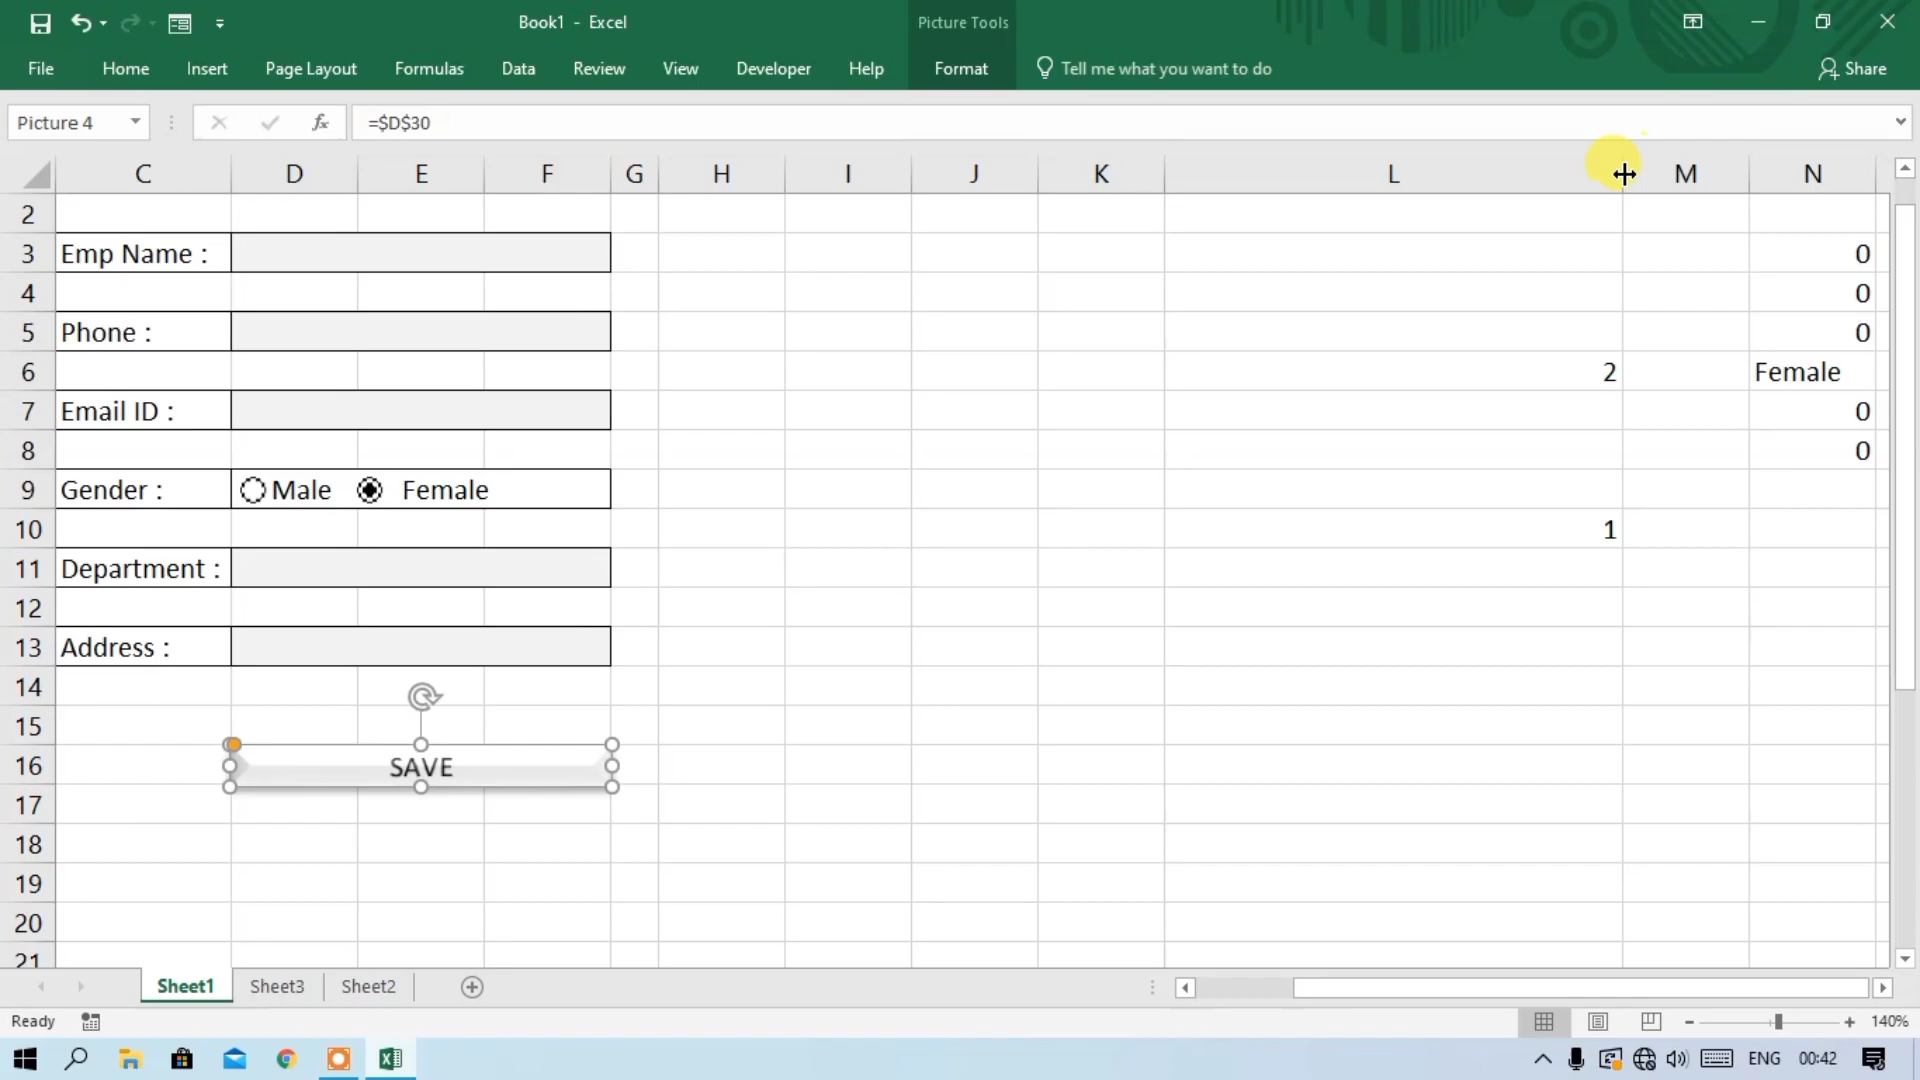 Book1 - Excel
Picture Tools
File Home Insert Page Layout Formulas Data Review View Developer Help Format Tell me what you want to do Share
Picture 4 fx =$D$30
C D E F G H I J K L M N
2
3 Emp Name : 0
4 0
5 Phone : 0
6 2 Female
7 Email ID : 0
8 0
9 Gender : Male Female
10 1
11 Department :
12
13 Address :
14
15
16 SAVE
17
18
19
20
21
Sheet1 Sheet3 Sheet2
Ready 140%
ENG 00:42